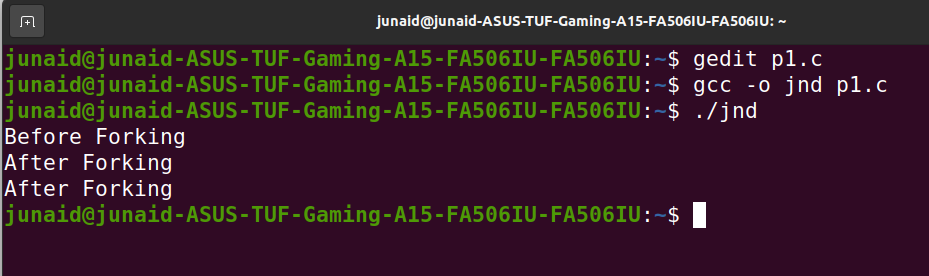 junaid@junaid-ASUS-TUF-Gaming-A15-FA506IU-FA506IU: ~
junaid@junaid-ASUS-TUF-Gaming-A15-FA506IU-FA506IU:~$ gedit p1.c
junaid@junaid-ASUS-TUF-Gaming-A15-FA506IU-FA506IU:~$ gcc -o jnd p1.c
junaid@junaid-ASUS-TUF-Gaming-A15-FA506IU-FA506IU:~$ ./jnd
Before Forking
After Forking
After Forking
junaid@junaid-ASUS-TUF-Gaming-A15-FA506IU-FA506IU:~$